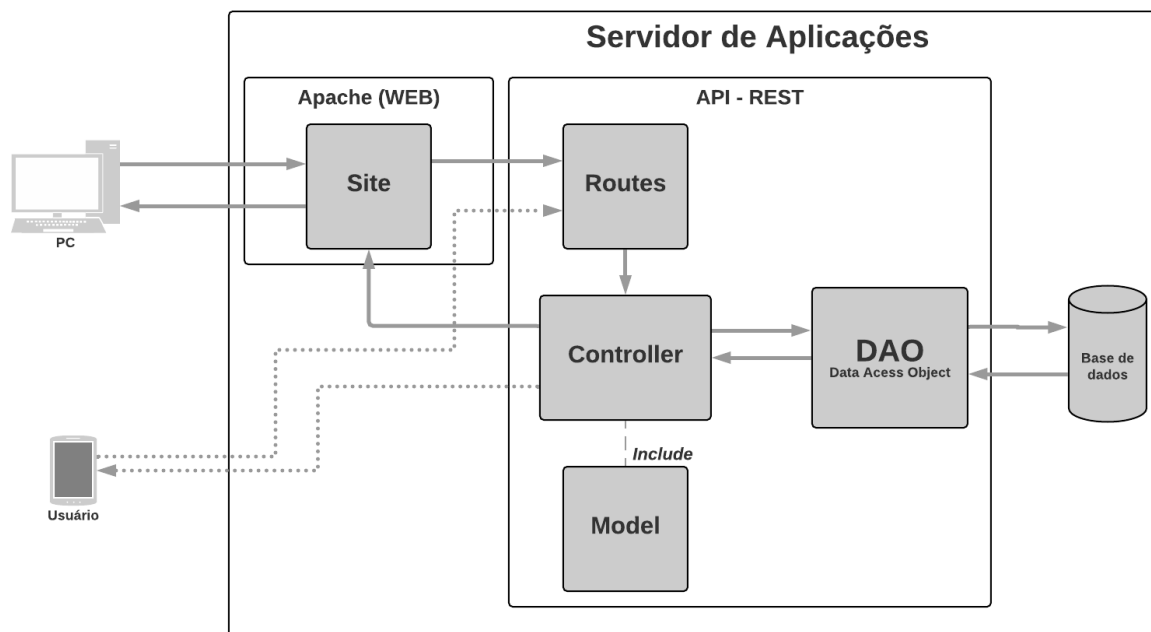 Servidor de Aplicações
Apache (WEB)
API - REST
Site
Routes
PC
Controller
DAO
Data Acess Object
Base de
dados
Include
Usuário
Model